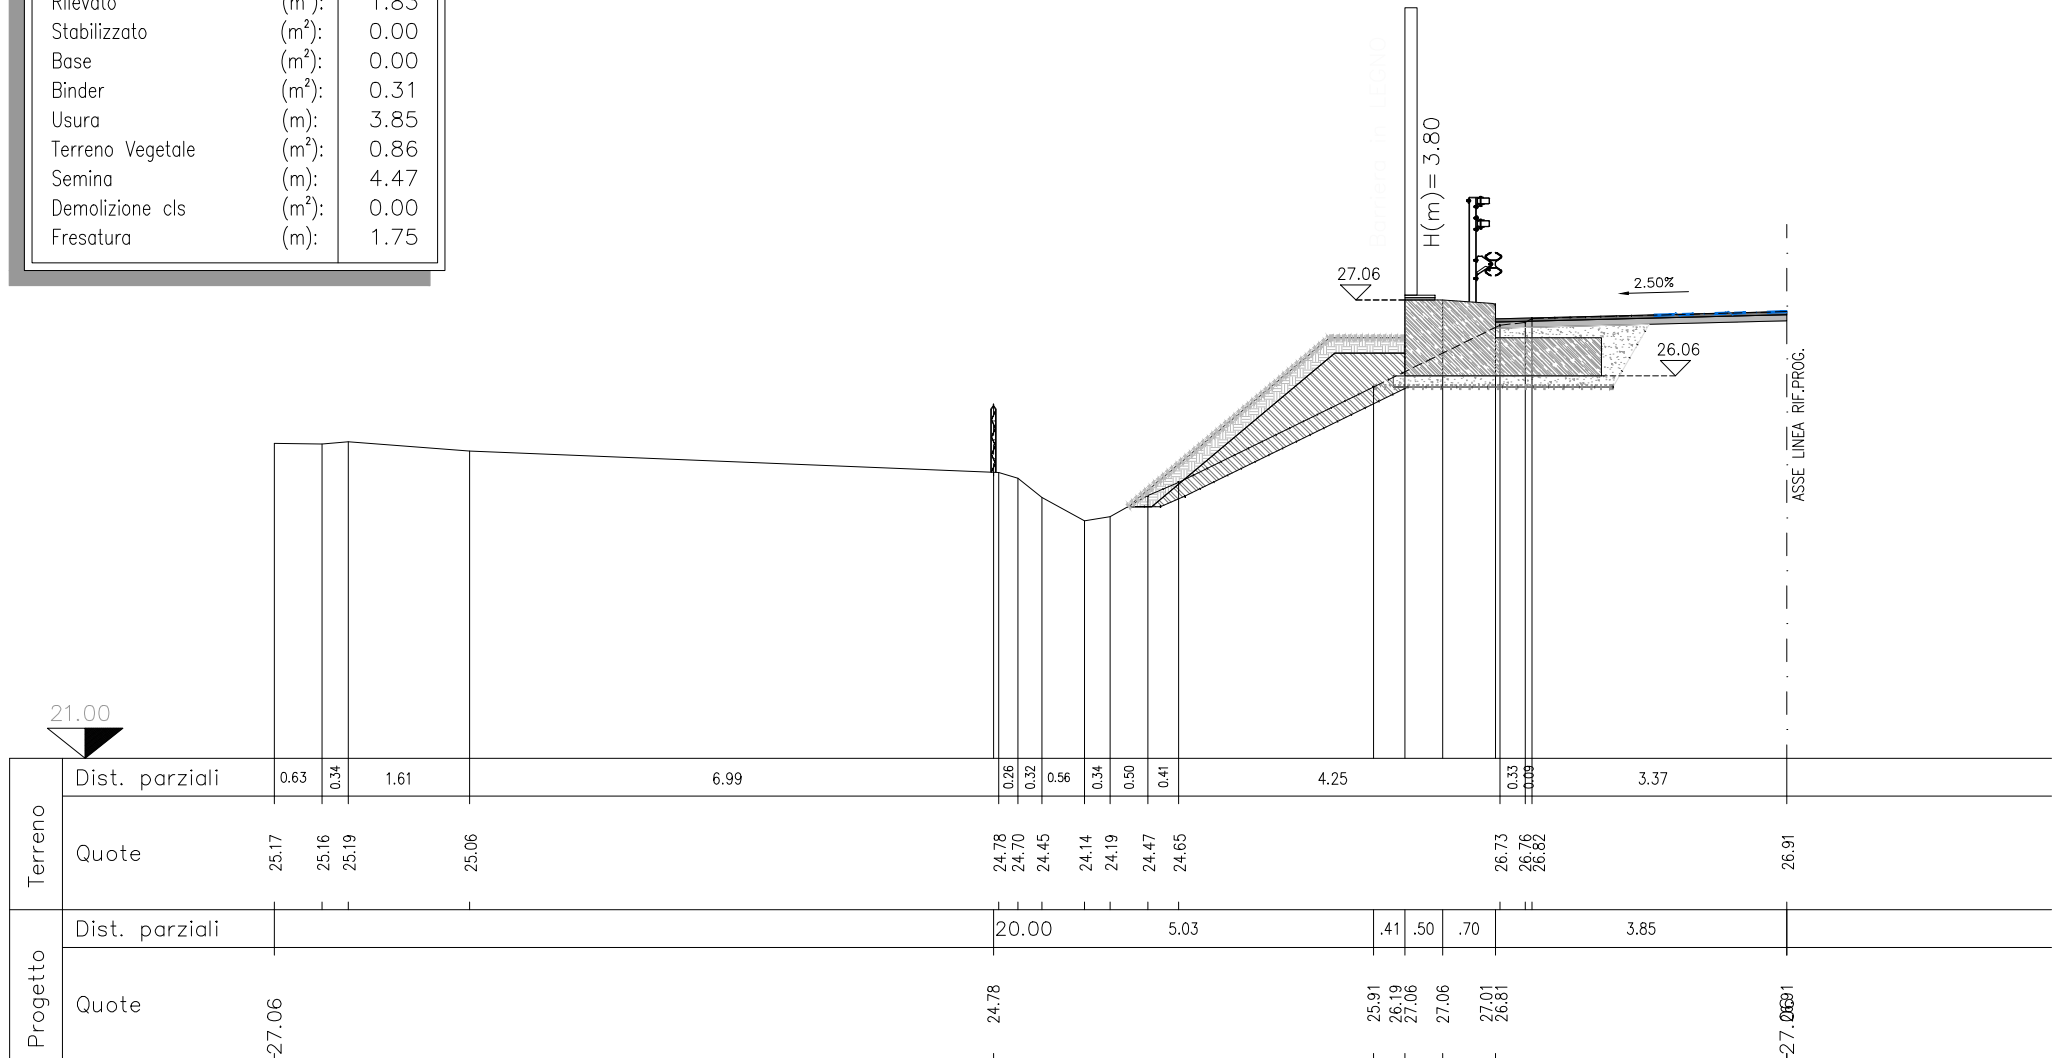 Rilevato (m²): 1.83
Stabilizzato (m²): 0.00
Base (m²): 0.00
Binder (m²): 0.31
Usura (m): 3.85
Terreno Vegetale (m²): 0.86
Semina (m): 4.47
Demolizione cls (m²): 0.00
Fresatura (m): 1.75
H(m)= 3.80
27.06
2.50%
26.06
ASSE LINEA RIF.PROG.
21.00
Terreno
Dist. parziali 0.63 0.34 1.61 6.99 0.26 0.32 0.56 0.34 0.50 0.41 4.25 0.33 0.09 3.37
Quote 25.17 25.16 25.19 25.06 24.78 24.70 24.45 24.14 24.19 24.47 24.65 26.73 26.76 26.82 26.91
Progetto
Dist. parziali 20.00 5.03 .41 .50 .70 3.85
Quote 27.06 24.78 25.91 26.19 27.06 27.06 27.01 26.81 26.91